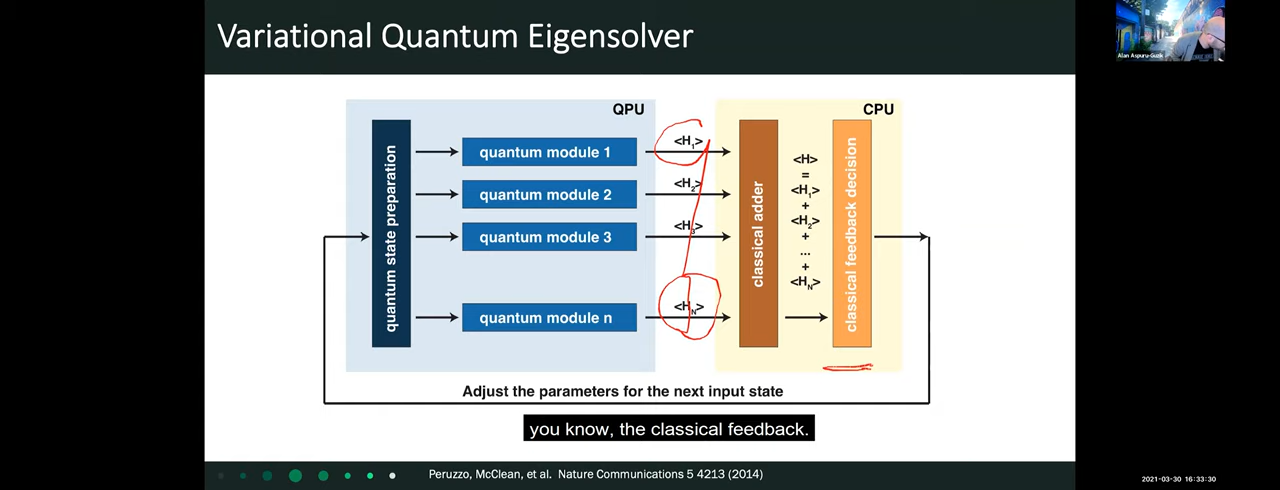 Variational Quantum Eigensolver
Alan Aspuru-Guzik
QPU
CPU
quantum state preparation
quantum module 1
quantum module 2
quantum module 3
quantum module n
<H1>
<H2>
<H3>
<HN>
classical adder
<H>
=
<H1>
+
<H2>
+
...
+
<HN>
classical feedback decision
Adjust the parameters for the next input state
you know, the classical feedback.
Peruzzo, McClean, et al. Nature Communications 5 4213 (2014)
2021-03-30 16:33:30